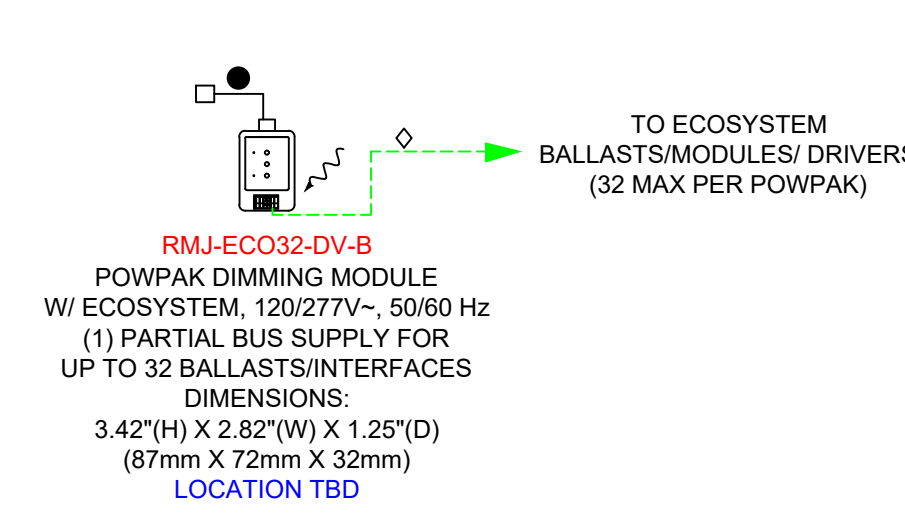 TO ECOSYSTEM
BALLASTS/MODULES/ DRIVERS
(32 MAX PER POWPAK)
RMJ-ECO32-DV-B
POWPAK DIMMING MODULE
W/ ECOSYSTEM, 120/277V~, 50/60 Hz
(1) PARTIAL BUS SUPPLY FOR
UP TO 32 BALLASTS/INTERFACES
DIMENSIONS:
3.42"(H) X 2.82"(W) X 1.25"(D)
(87mm X 72mm X 32mm)
LOCATION TBD